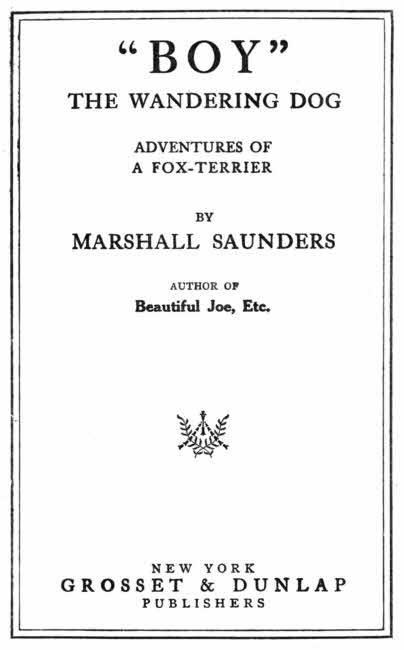 “BOY”
THE WANDERING DOG
ADVENTURES OF
A FOX-TERRIER
BY
MARSHALL SAUNDERS
AUTHOR OF
Beautiful Joe, Etc.
NEW YORK
GROSSET & DUNLAP
PUBLISHERS